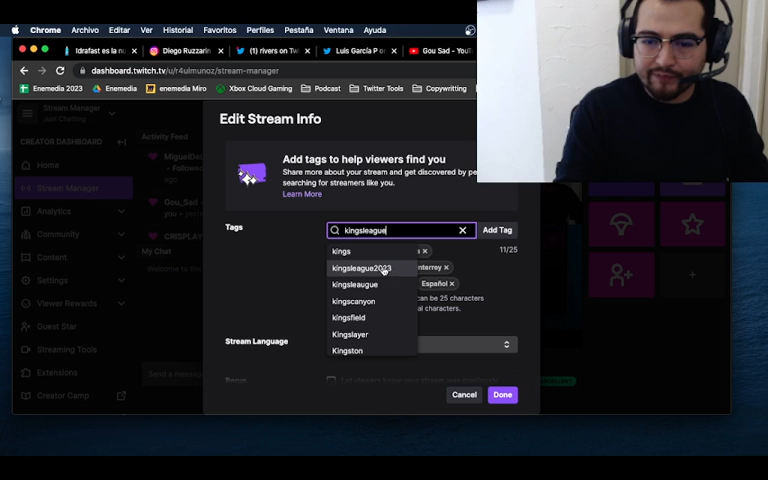 Chrome Archivo Editar Ver Historial Favoritos Perfiles Pestaña Ventana Ayuda
Idrafast es la nu
Diego Ruzzarin
(1) rivers on Tw
Luis García P on
Gou Sad - YouT
dashboard.twitch.tv/r4ulmunoz/stream-manager
Enemedia 2023 Enemedia enemedia Miro Xbox Cloud Gaming Podcast Twitter Tools Copywriting
Stream Manager
Just Chatting
CREATOR DASHBOARD
Home
Stream Manager
Analytics
Community
Content
Settings
Viewer Rewards
Guest Star
Streaming Tools
Extensions
Creator Camp
Activity Feed
ago
My Chat
Edit Stream Info
Add tags to help viewers find you
Share more about your stream and get discovered by
searching for streamers like you.
Learn More
Tags
kingsleague
Add Tag
11/25
kings
kingsleague2023
kingsleaugue
kingscanyon
kingsfield
Kingslayer
Kingston
Español
can be 25 characters
al characters.
Stream Language
Cancel
Done